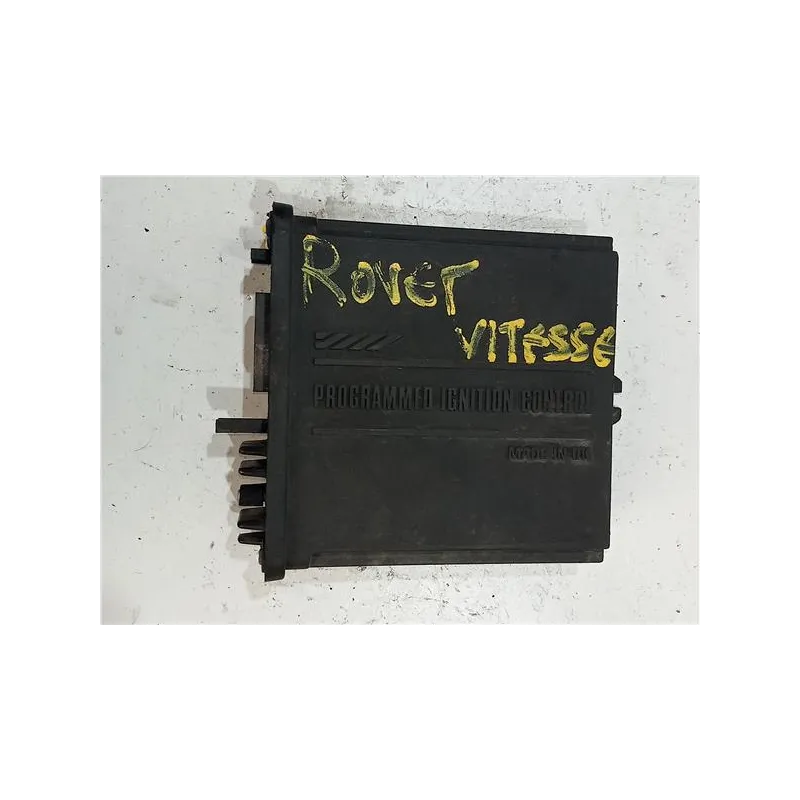 ROVER
VITESSE
PROGRAMMED IGNITION CONTROL
MADE IN UK